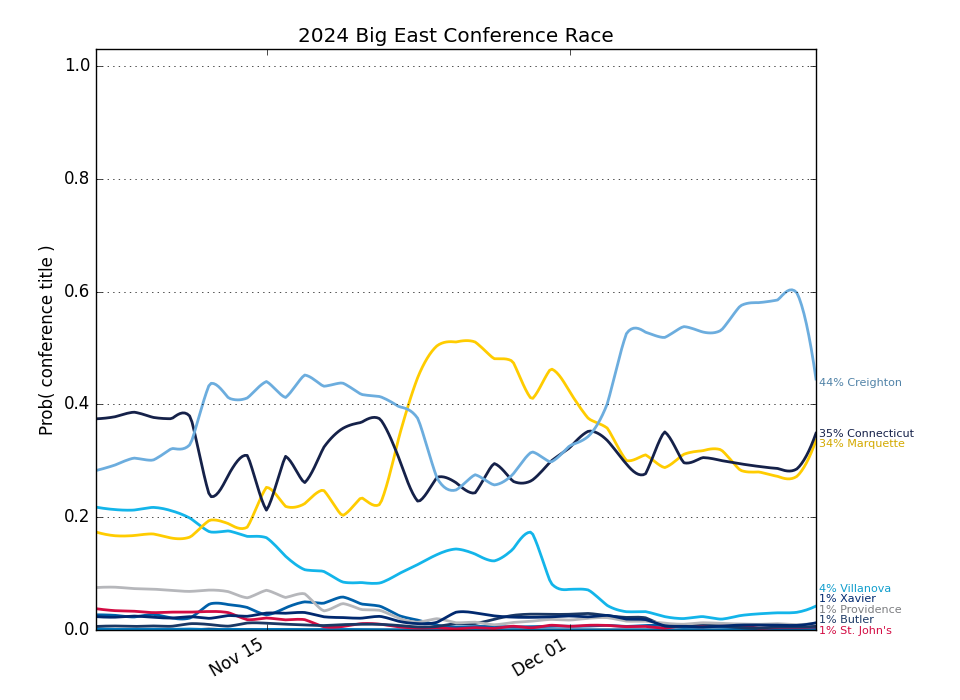 2024 Big East Conference Race
Prob( conference title )
1.0
0.8
0.6
0.4
0.2
0.0
Nov 15
Dec 01
44% Creighton
35% Connecticut
34% Marquette
4% Villanova
1% Xavier
1% Providence
1% Butler
1% St. John's